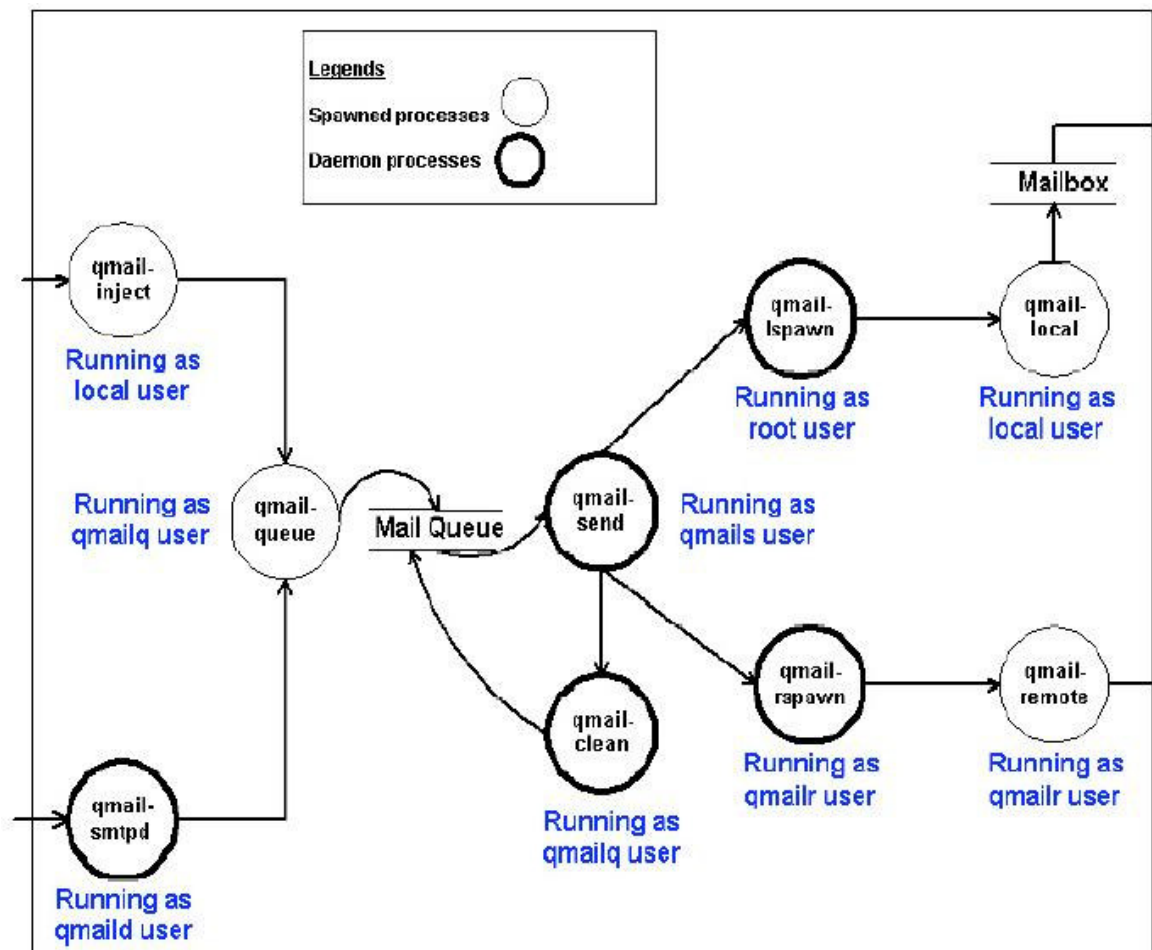 Legends
Spawned processes
Daemon processes
Mailbox
qmail-
inject
Running as
local user
qmail-
lspawn
Running as
root user
qmail-
local
Running as
local user
qmail-
queue
Running as
qmailq user
Mail Queue
qmail-
send
Running as
qmails user
qmail-
clean
Running as
qmailq user
qmail-
rspawn
Running as
qmailr user
qmail-
remote
Running as
qmailr user
qmail-
smtpd
Running as
qmaild user